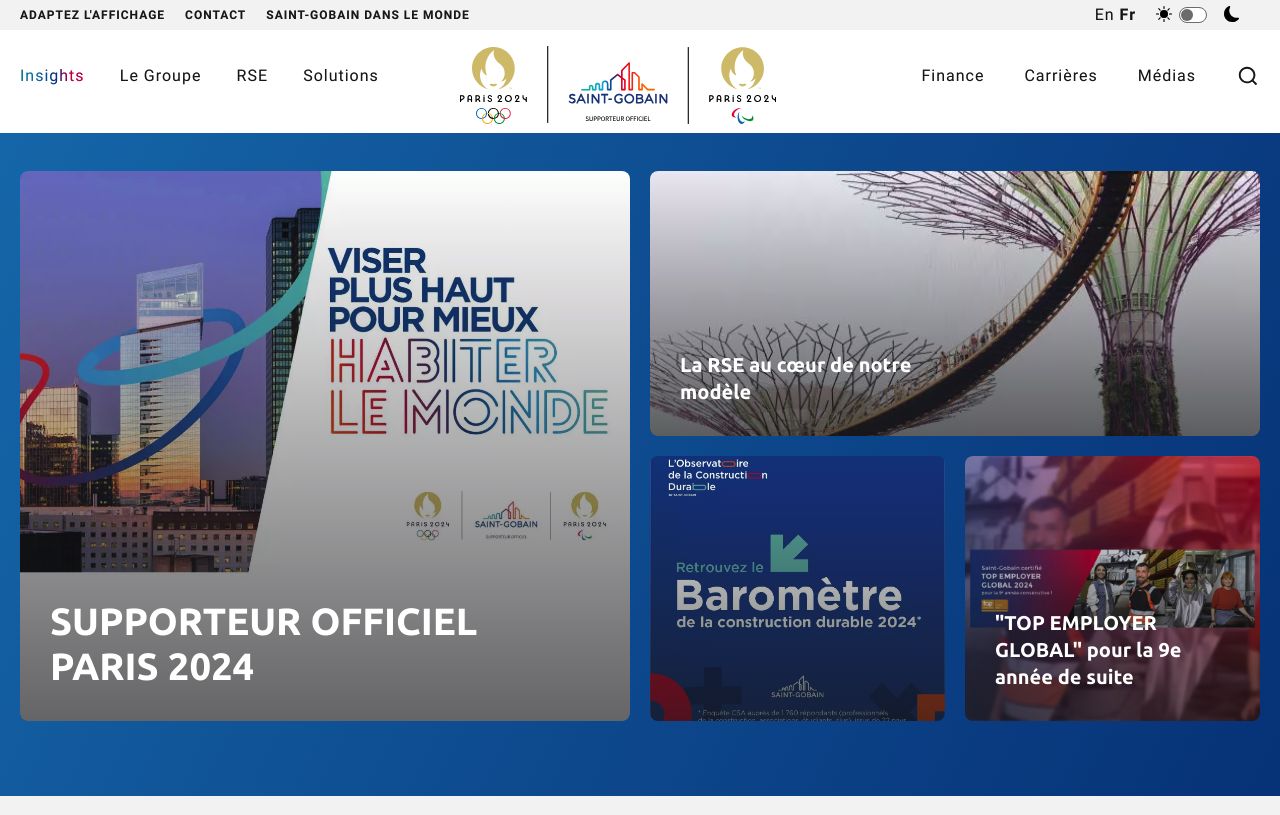 ADAPTEZ L'AFFICHAGE CONTACT SAINT-GOBAIN DANS LE MONDE
En Fr
Insights Le Groupe RSE Solutions
PARIS 2024
SAINT-GOBAIN
SUPPORTEUR OFFICIEL
PARIS 2024
Finance Carrières Médias
VISER
PLUS HAUT
POUR MIEUX
HABITER
LE MONDE
PARIS 2024
SAINT-GOBAIN
SUPPORTEUR OFFICIEL
PARIS 2024
SUPPORTEUR OFFICIEL
PARIS 2024
La RSE au cœur de notre
modèle
L'Observatoire
de la Construction
Durable
Retrouvez le
Baromètre
de la construction durable 2024*
SAINT-GOBAIN
* Enquête CSA auprès de 1 760 répondants (professionnels
Saint-Gobain certifié
TOP EMPLOYER
GLOBAL 2024
pour la 9e année consécutive !
"TOP EMPLOYER
GLOBAL" pour la 9e
année de suite